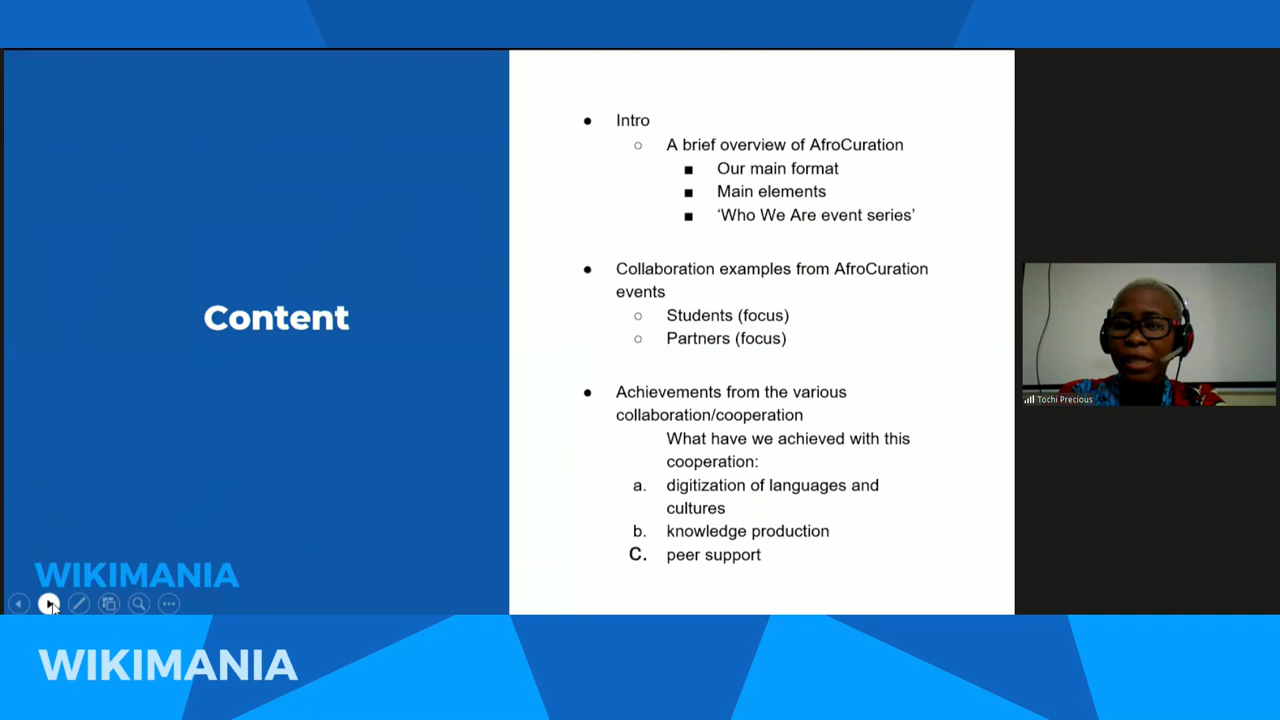 Content
WIKIMANIA
● Intro
○ A brief overview of AfroCuration
■ Our main format
■ Main elements
■ ‘Who We Are event series’
● Collaboration examples from AfroCuration
events
○ Students (focus)
○ Partners (focus)
● Achievements from the various
collaboration/cooperation
What have we achieved with this
cooperation:
a. digitization of languages and
cultures
b. knowledge production
C. peer support
Tochi Precious
WIKIMANIA